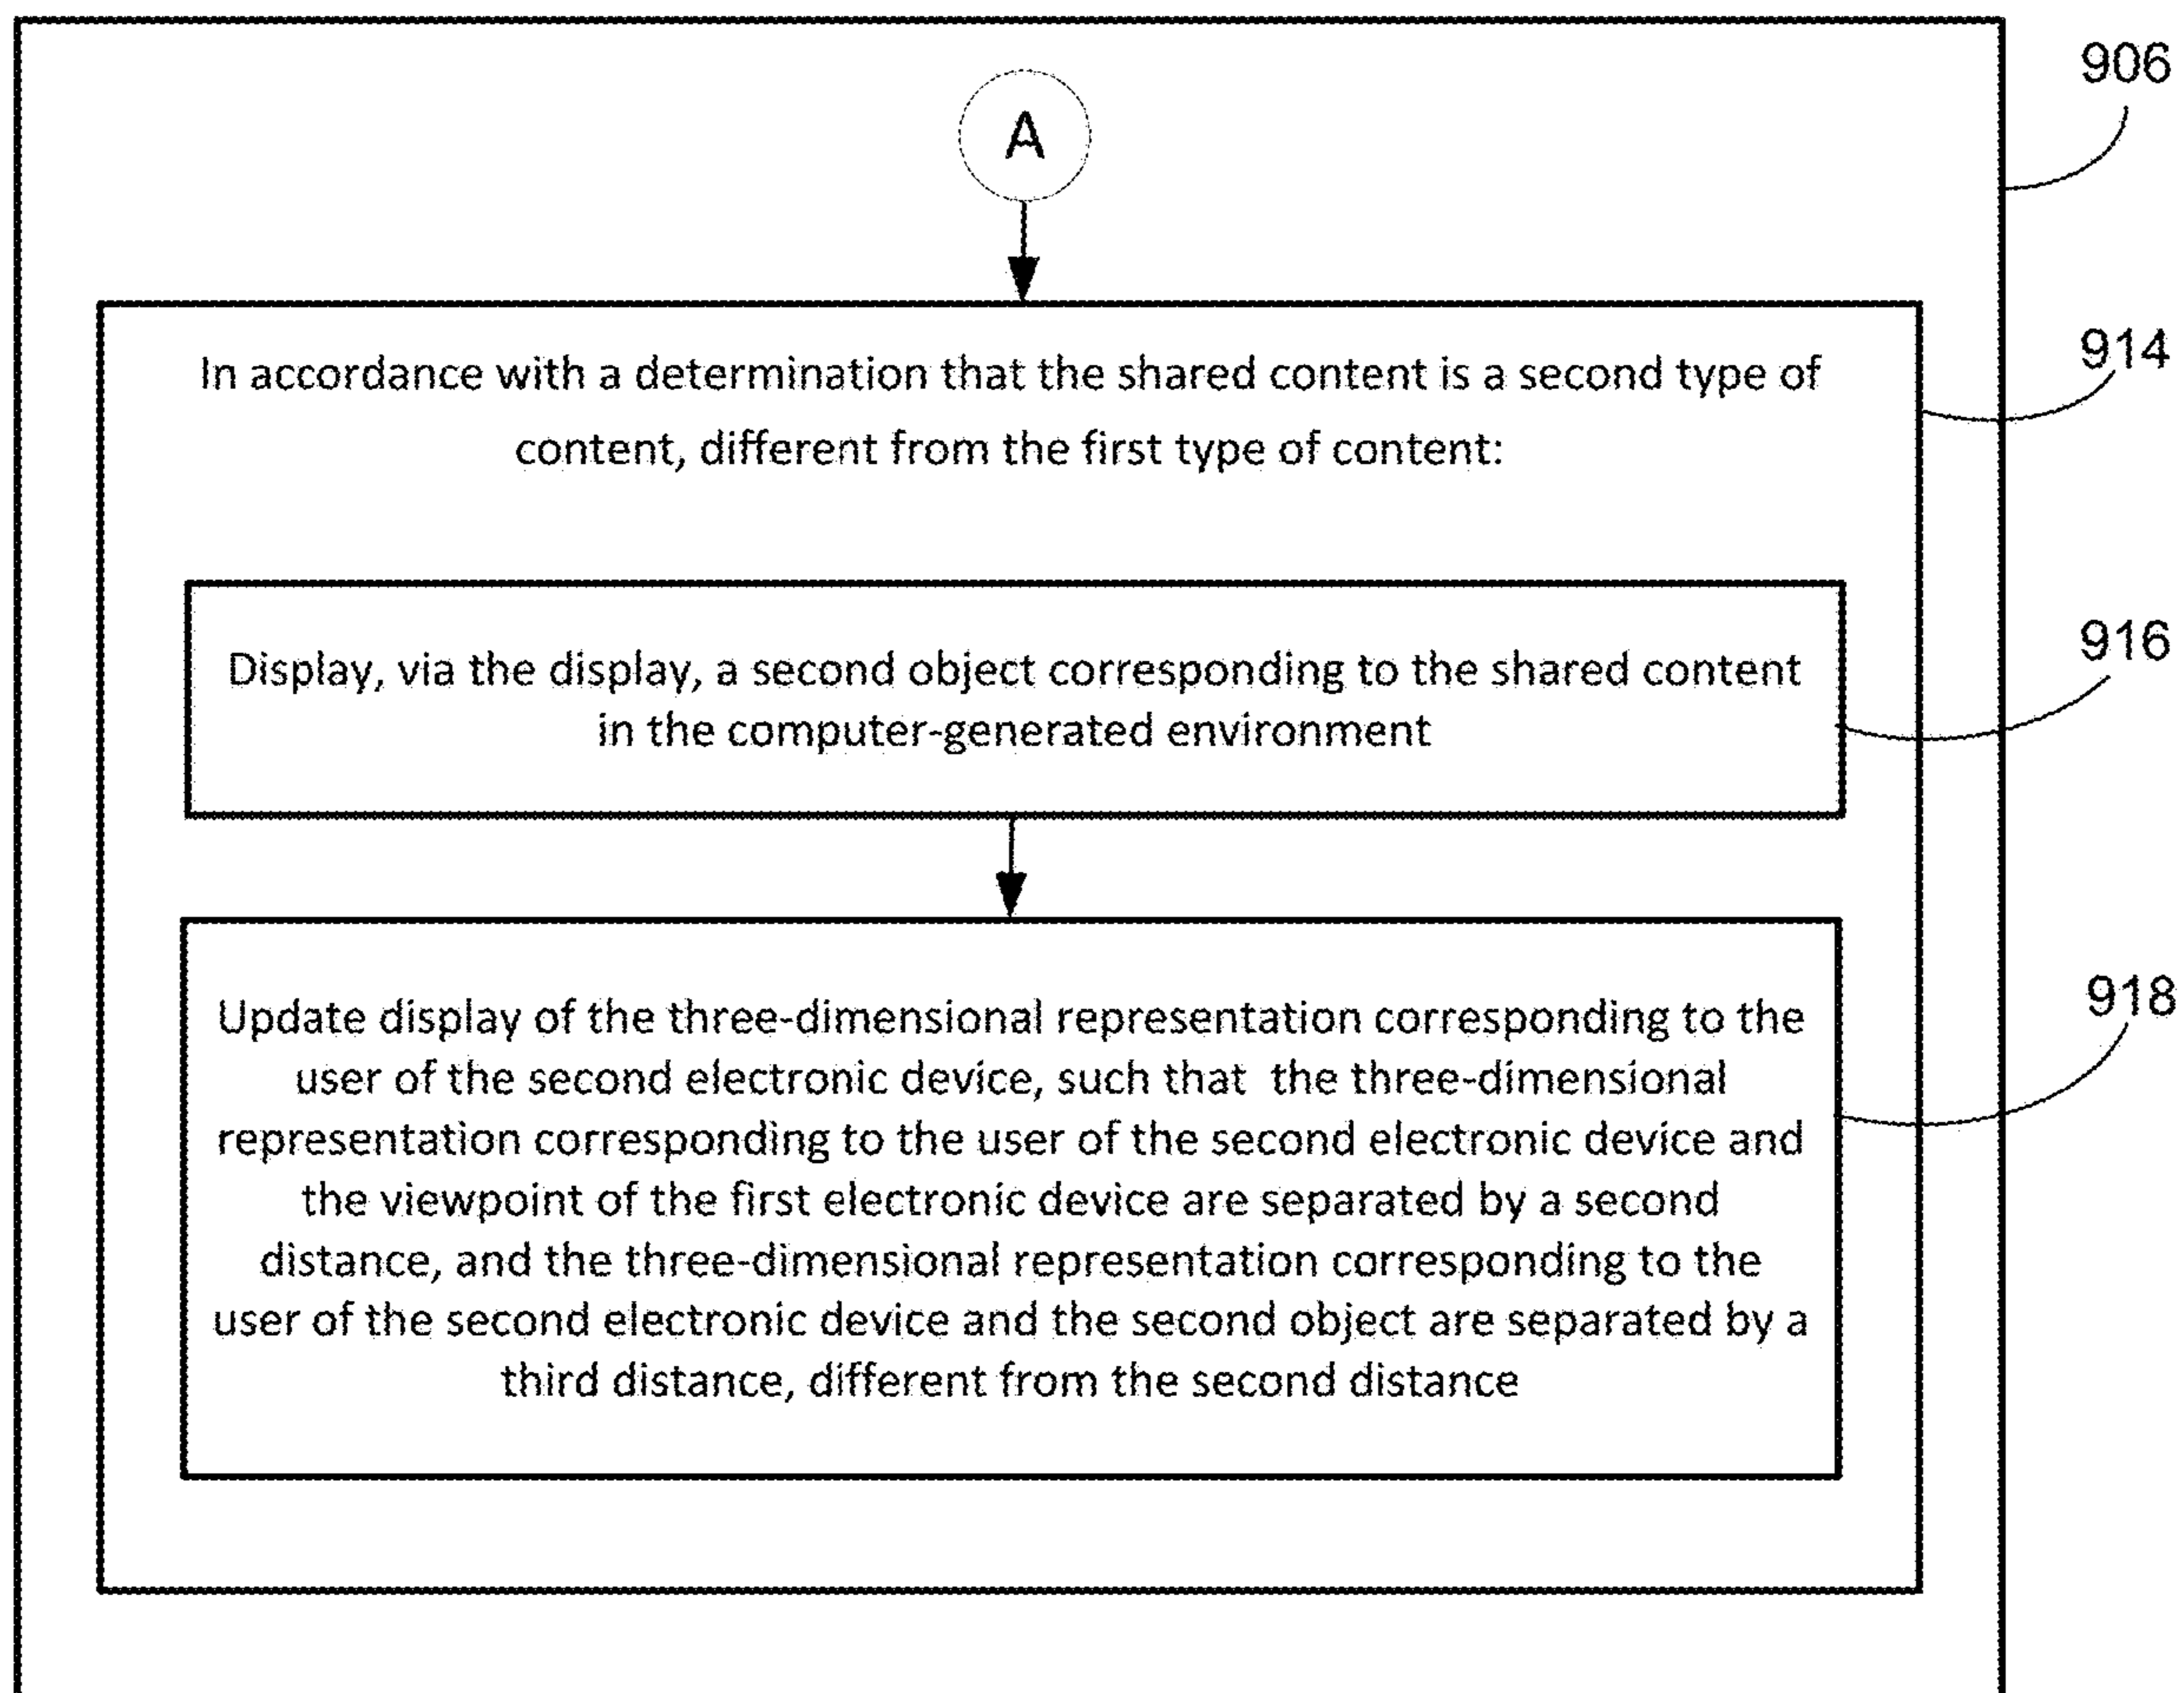 906
A
914
In accordance with a determination that the shared content is a second type of
content, different from the first type of content:
916
Display, via the display, a second object corresponding to the shared content
in the computer-generated environment
918
Update display of the three-dimensional representation corresponding to the
user of the second electronic device, such that the three-dimensional
representation corresponding to the user of the second electronic device and
the viewpoint of the first electronic device are separated by a second
distance, and the three-dimensional representation corresponding to the
user of the second electronic device and the second object are separated by a
third distance, different from the second distance